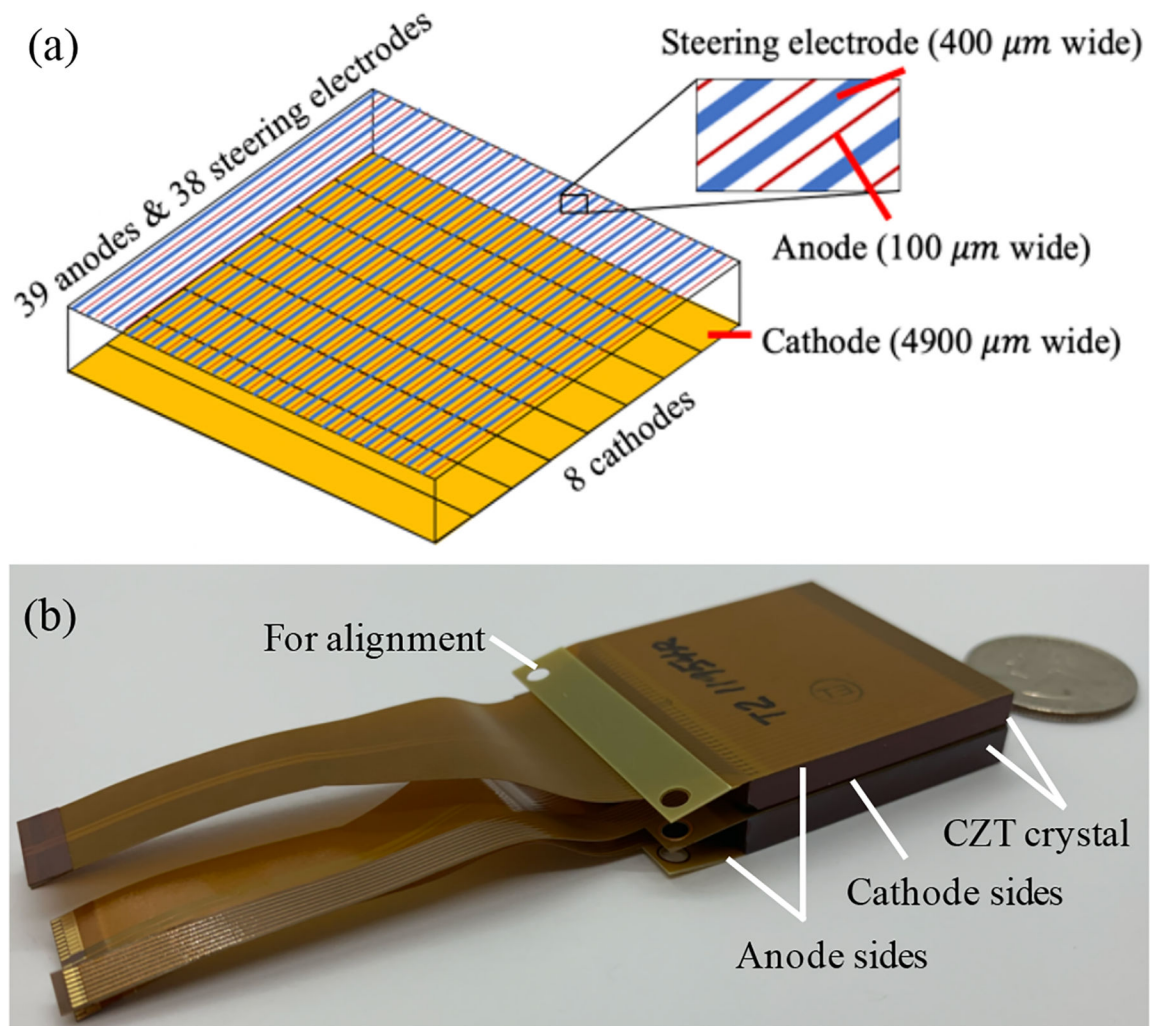 (a)
39 anodes & 38 steering electrodes
Steering electrode (400 μm wide)
Anode (100 μm wide)
Cathode (4900 μm wide)
8 cathodes
(b)
For alignment
CZT crystal
Cathode sides
Anode sides